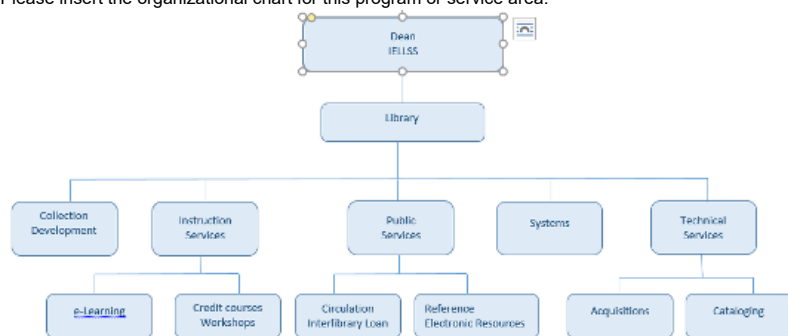 Please insert the organizational chart for this program or service area.
Dean
IELLSS
Library
Collection
Development
Instruction
Services
Public
Services
Systems
Technical
Services
e-Learning
Credit courses
Workshops
Circulation
Interlibrary Loan
Reference
Electronic Resources
Acquisitions
Cataloging